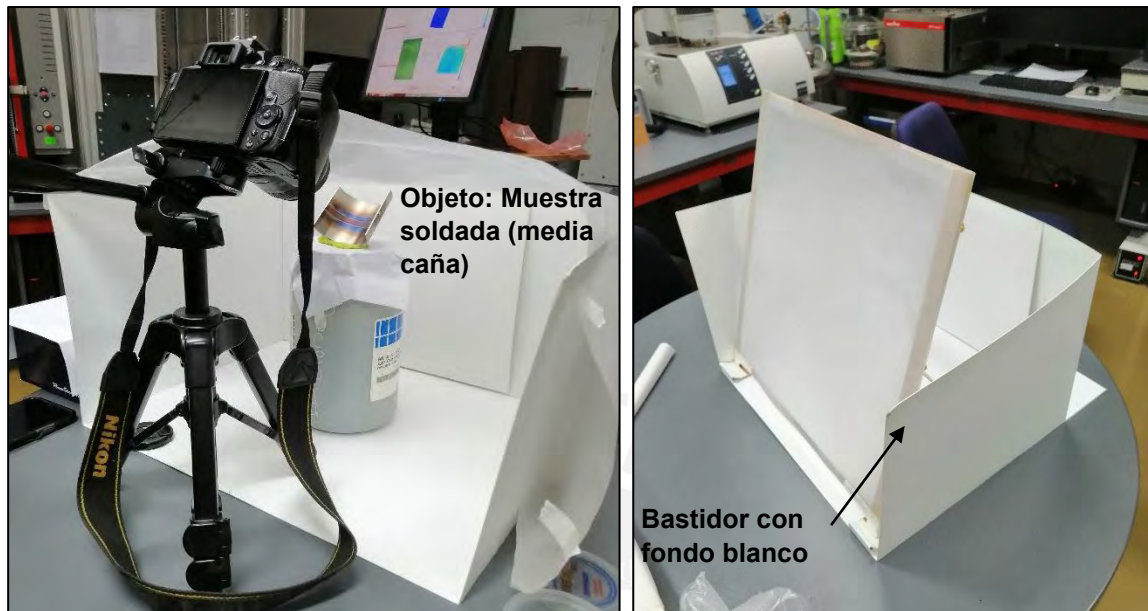 Objeto: Muestra
soldada (media
caña)
Nikon
Bastidor con
fondo blanco